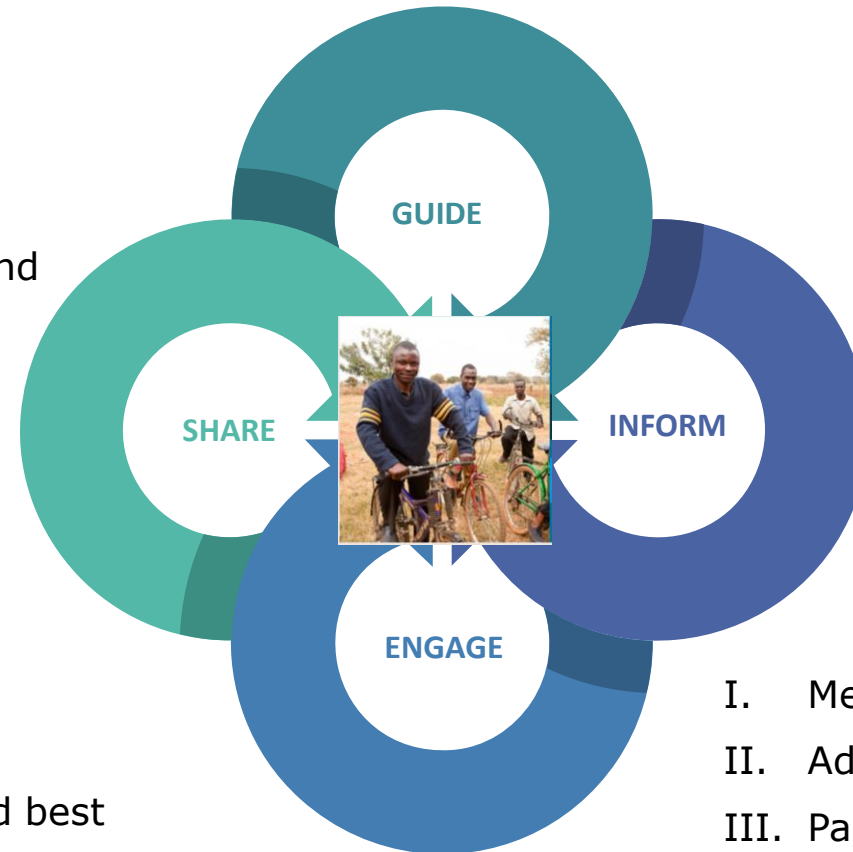 GUIDE
nd
SHARE
INFORM
ENGAGE
I. Me
II. Ad
d best
III. Pa